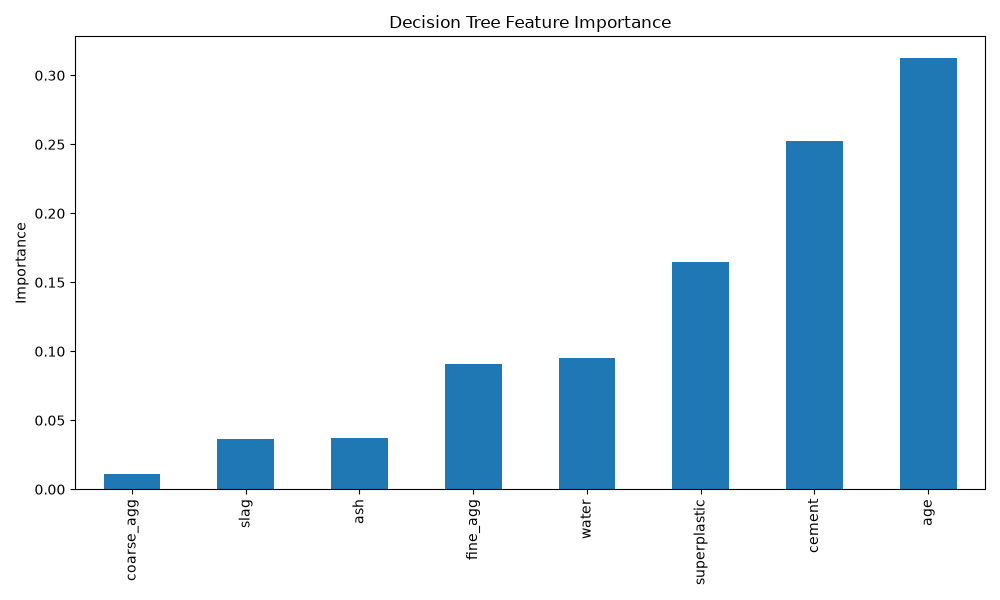 Decision Tree Feature Importance
Importance
0.30
0.25
0.20
0.15
0.10
0.05
0.00
coarse_agg
slag
ash
fine_agg
water
superplastic
cement
age